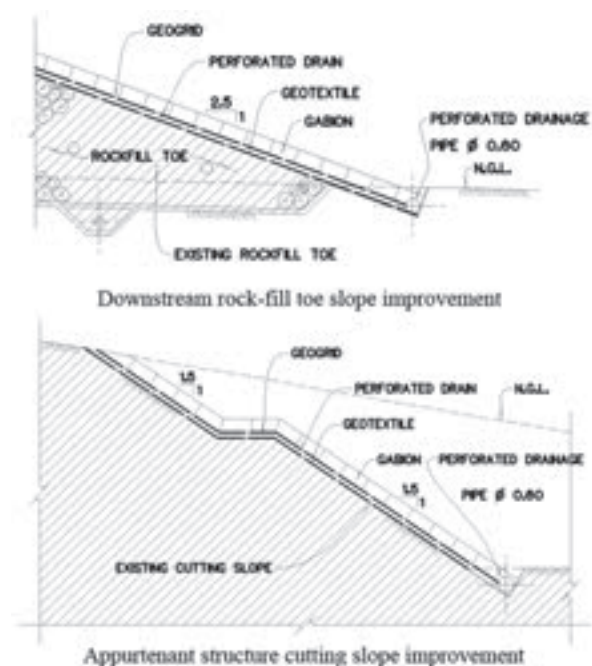 GEOGRID
PERFORATED DRAIN
2,5
1
GEOTEXTILE
GABION
PERFORATED DRAINAGE
PIPE Ø 0.60
N.G.L.
ROCKFILL TOE
EXISTING ROCKFILL TOE
Downstream rock-fill toe slope improvement
GEOGRID
1,5
1
PERFORATED DRAIN
N.G.L.
GEOTEXTILE
GABION
PERFORATED DRAINAGE
1,5
1
PIPE Ø 0.60
EXISTING CUTTING SLOPE
Appurtenant structure cutting slope improvement